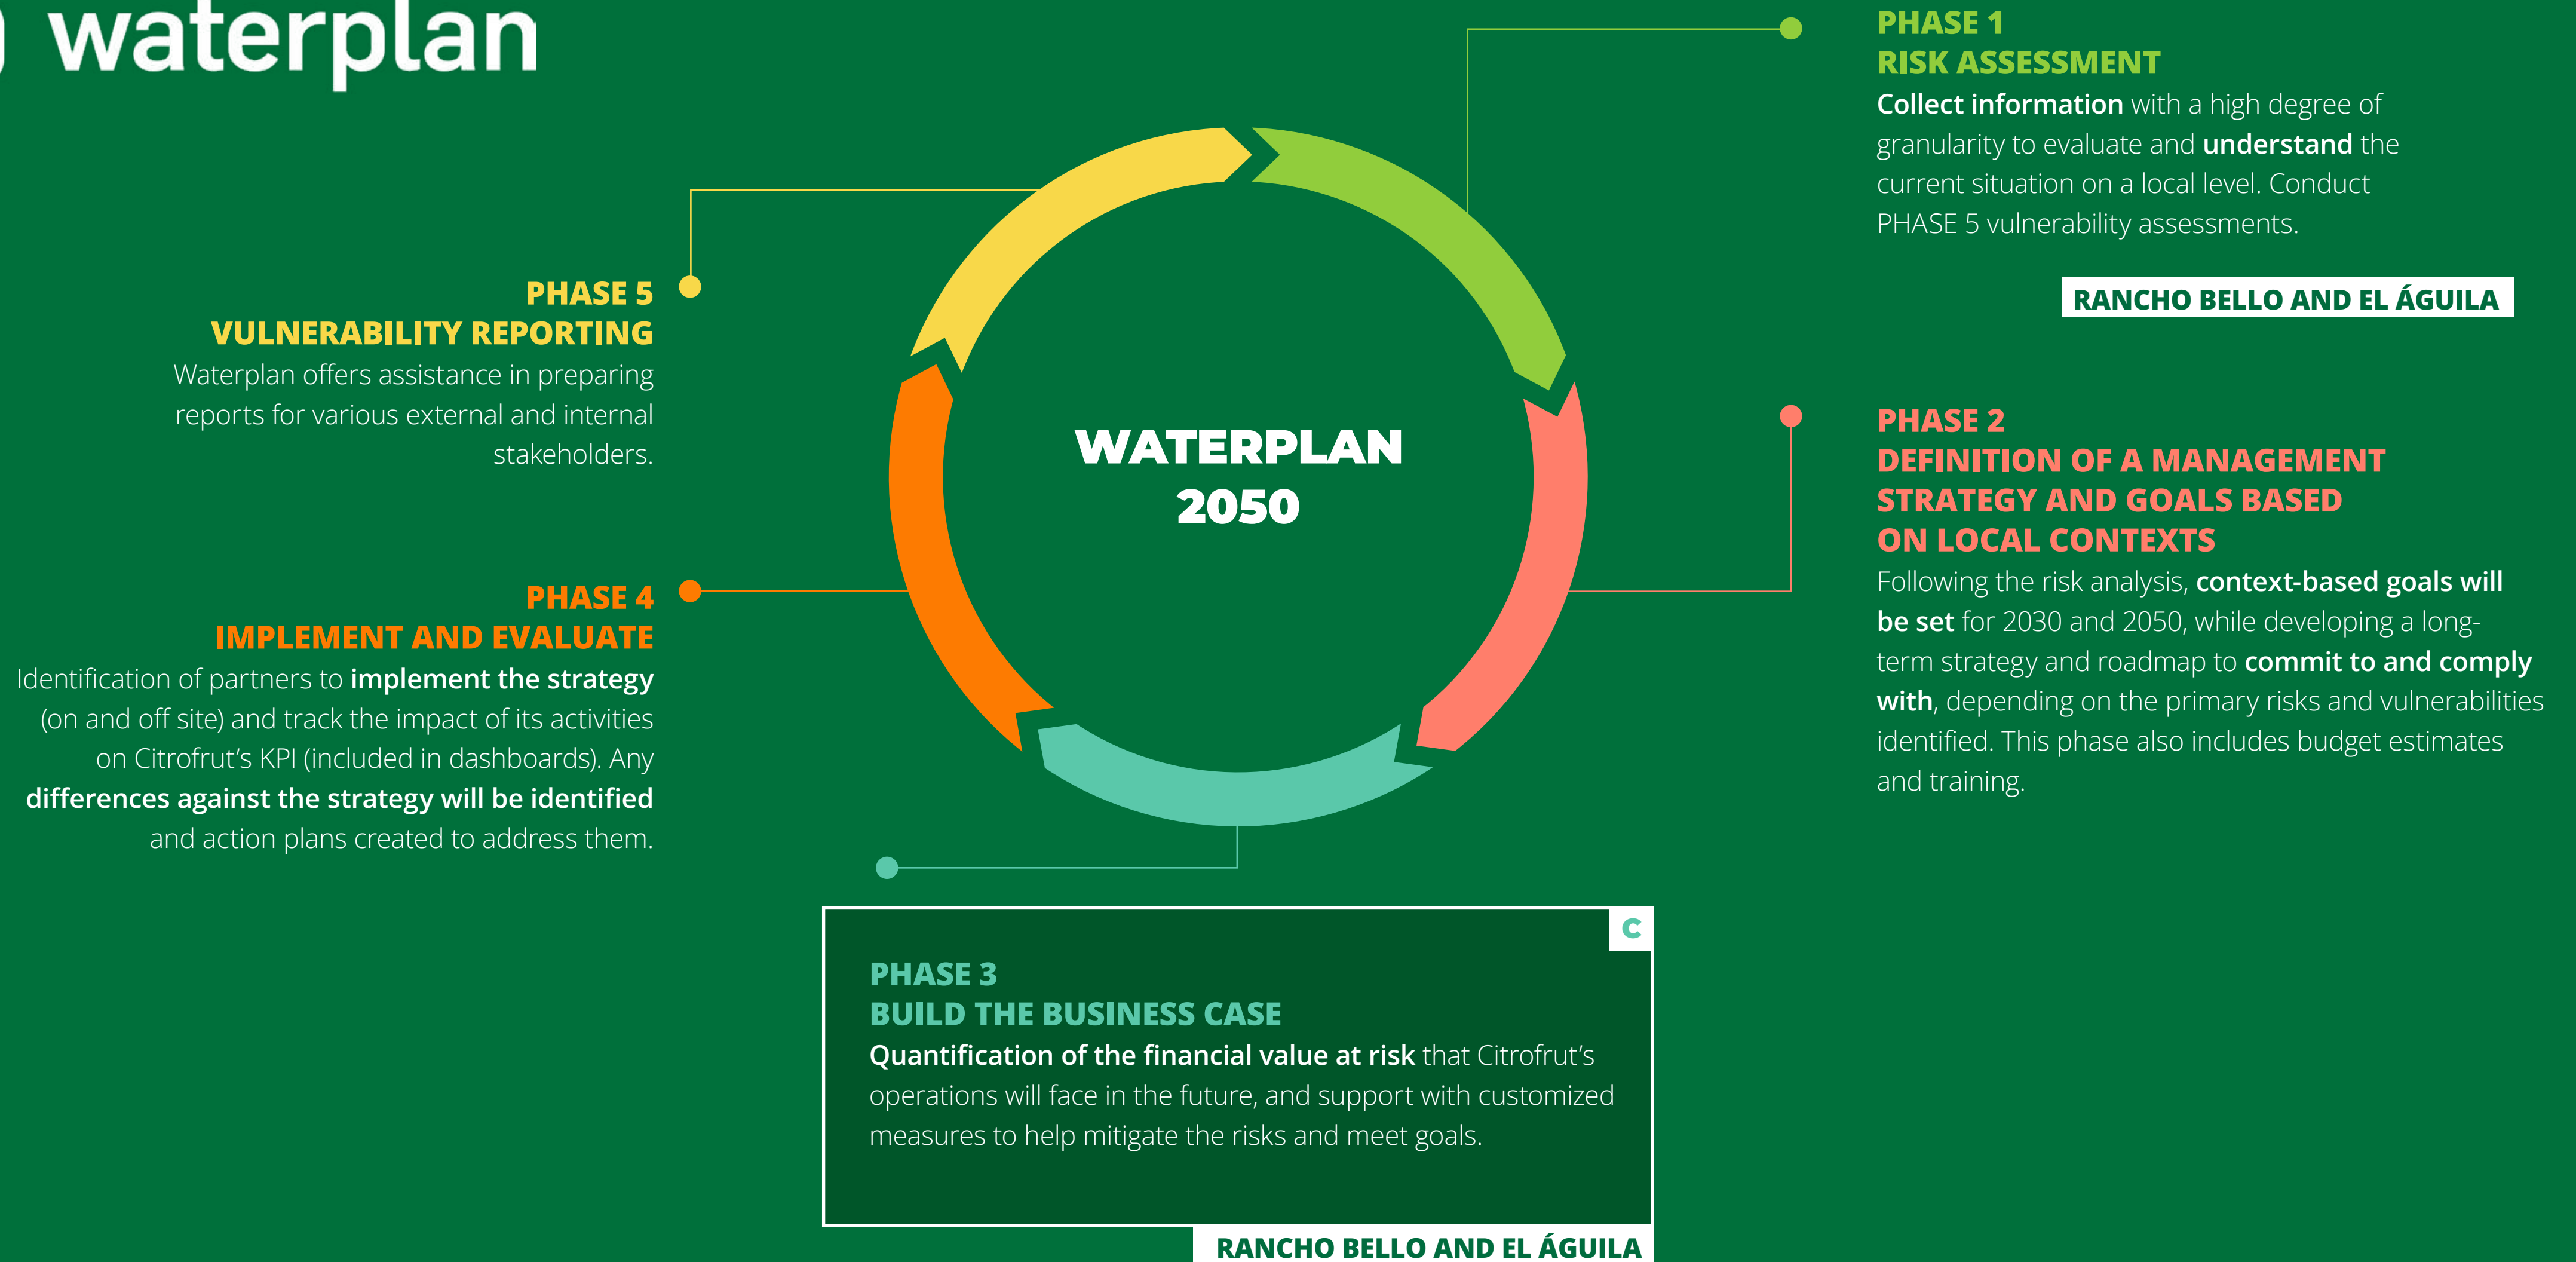 waterplan
PHASE 1
RISK ASSESSMENT
Collect information with a high degree of
granularity to evaluate and understand the
current situation on a local level. Conduct
PHASE 5 vulnerability assessments.
RANCHO BELLO AND EL ÁGUILA
PHASE 2
DEFINITION OF A MANAGEMENT
STRATEGY AND GOALS BASED
ON LOCAL CONTEXTS
Following the risk analysis, context-based goals will
be set for 2030 and 2050, while developing a long-
term strategy and roadmap to commit to and comply
with, depending on the primary risks and vulnerabilities
identified. This phase also includes budget estimates
and training.
WATERPLAN
2050
PHASE 5
VULNERABILITY REPORTING
Waterplan offers assistance in preparing
reports for various external and internal
stakeholders.
PHASE 4
IMPLEMENT AND EVALUATE
Identification of partners to implement the strategy
(on and off site) and track the impact of its activities
on Citrofrut’s KPI (included in dashboards). Any
differences against the strategy will be identified
and action plans created to address them.
C
PHASE 3
BUILD THE BUSINESS CASE
Quantification of the financial value at risk that Citrofrut’s
operations will face in the future, and support with customized
measures to help mitigate the risks and meet goals.
RANCHO BELLO AND EL ÁGUILA